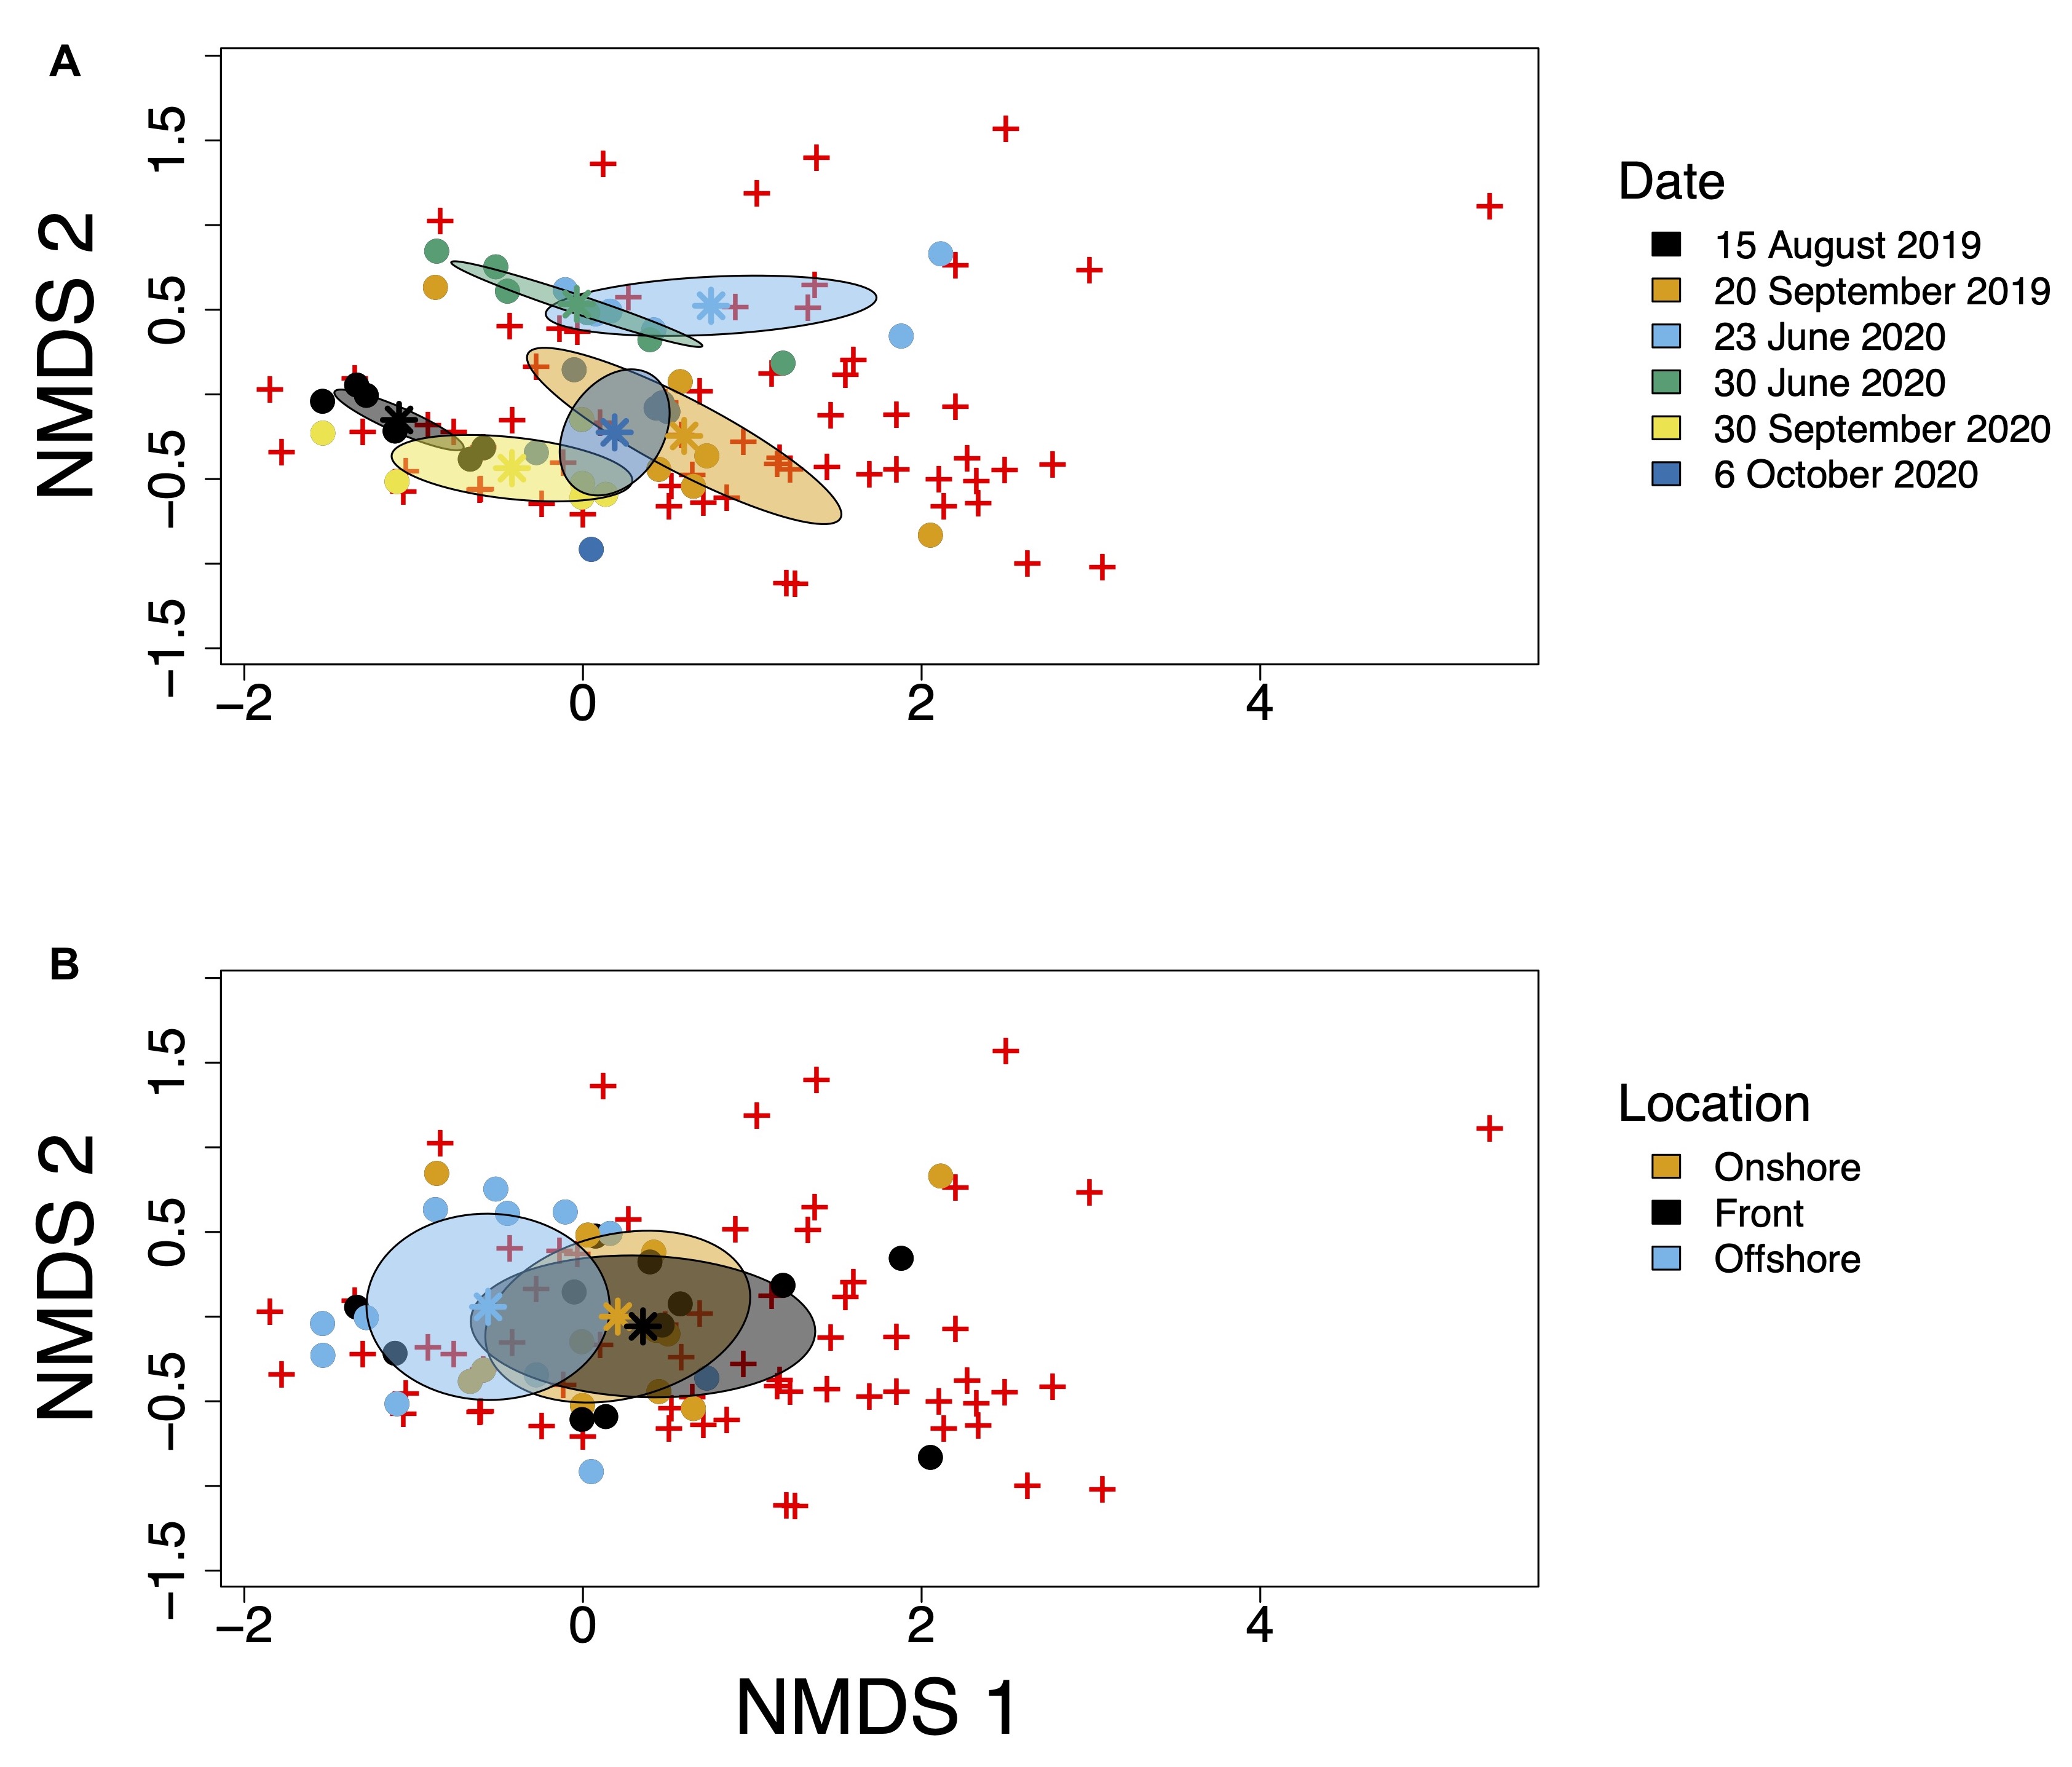 A
NMDS 2
1.5
0.5
−0.5
−1.5
−2 0 2 4
Date
15 August 2019
20 September 2019
23 June 2020
30 June 2020
30 September 2020
6 October 2020
B
NMDS 2
1.5
0.5
−0.5
−1.5
−2 0 2 4
NMDS 1
Location
Onshore
Front
Offshore